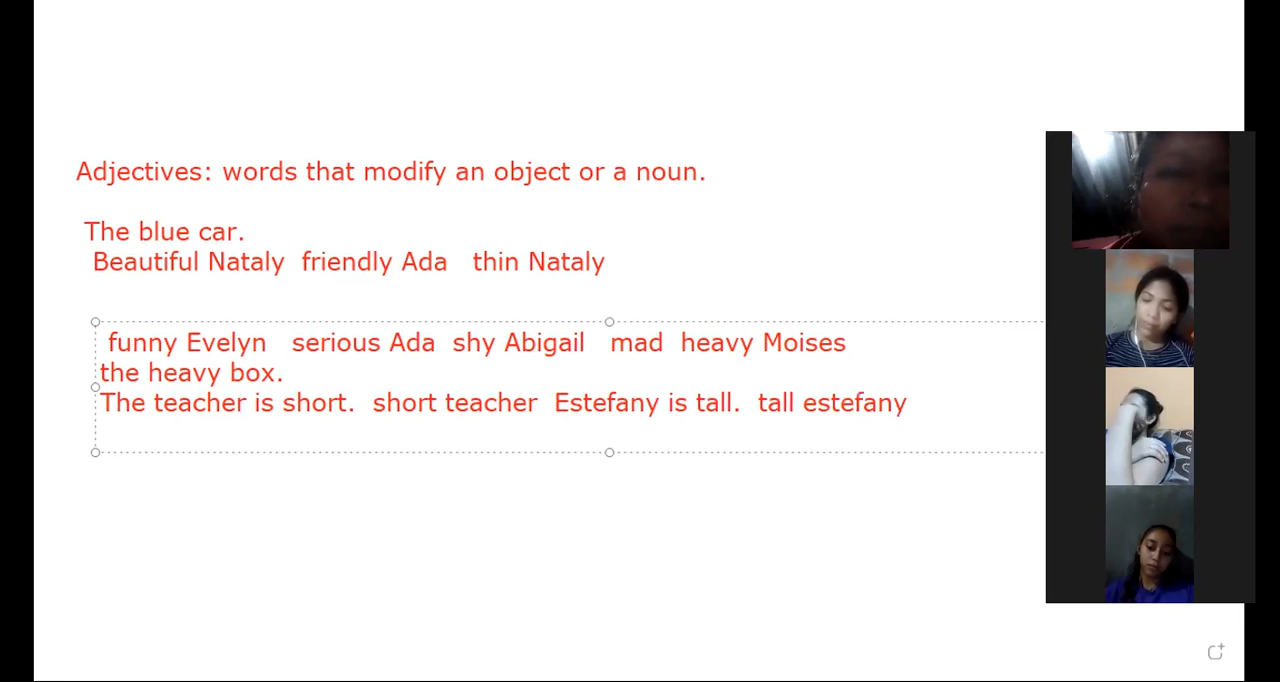 Adjectives: words that modify an object or a noun.
The blue car.
Beautiful Nataly friendly Ada thin Nataly
funny Evelyn serious Ada shy Abigail mad heavy Moises
the heavy box.
The teacher is short. short teacher Estefany is tall. tall estefany